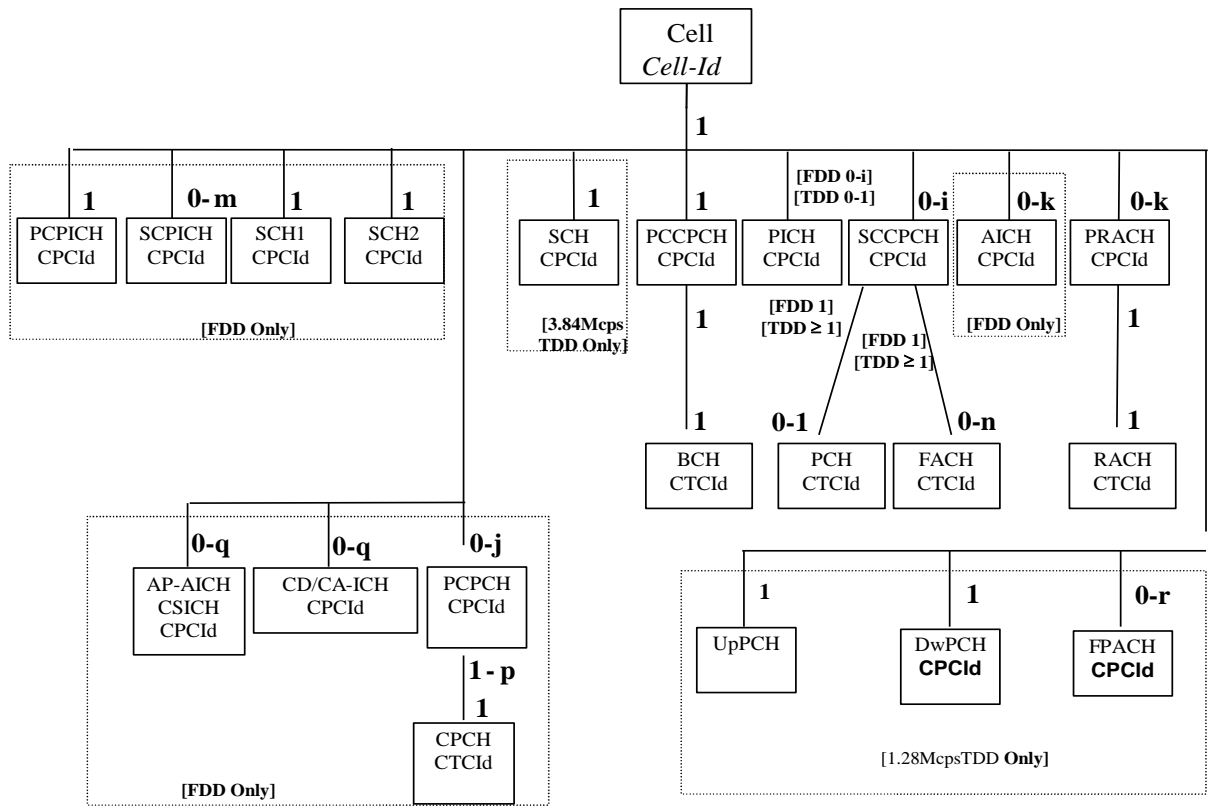 Cell
Cell-Id
1
1
0- m
1
1
1
1
[FDD 0-i]
[TDD 0-1]
0-i
0-k
0-k
PCPICH
CPCId
SCPICH
CPCId
SCH1
CPCId
SCH2
CPCId
SCH
CPCId
PCCPCH
CPCId
PICH
CPCId
SCCPCH
CPCId
AICH
CPCId
PRACH
CPCId
[FDD Only]
[3.84Mcps
TDD Only]
1
[FDD 1]
[TDD ≥ 1]
[FDD 1]
[TDD ≥ 1]
[FDD Only]
1
1
0-1
0-n
1
BCH
CTCId
PCH
CTCId
FACH
CTCId
RACH
CTCId
0-q
0-q
0-j
AP-AICH
CSICH
CPCId
CD/CA-ICH
CPCId
PCPCH
CPCId
1 - p
1
CPCH
CTCId
[FDD Only]
1
1
0-r
UpPCH
DwPCH
CPCId
FPACH
CPCId
[1.28McpsTDD Only]